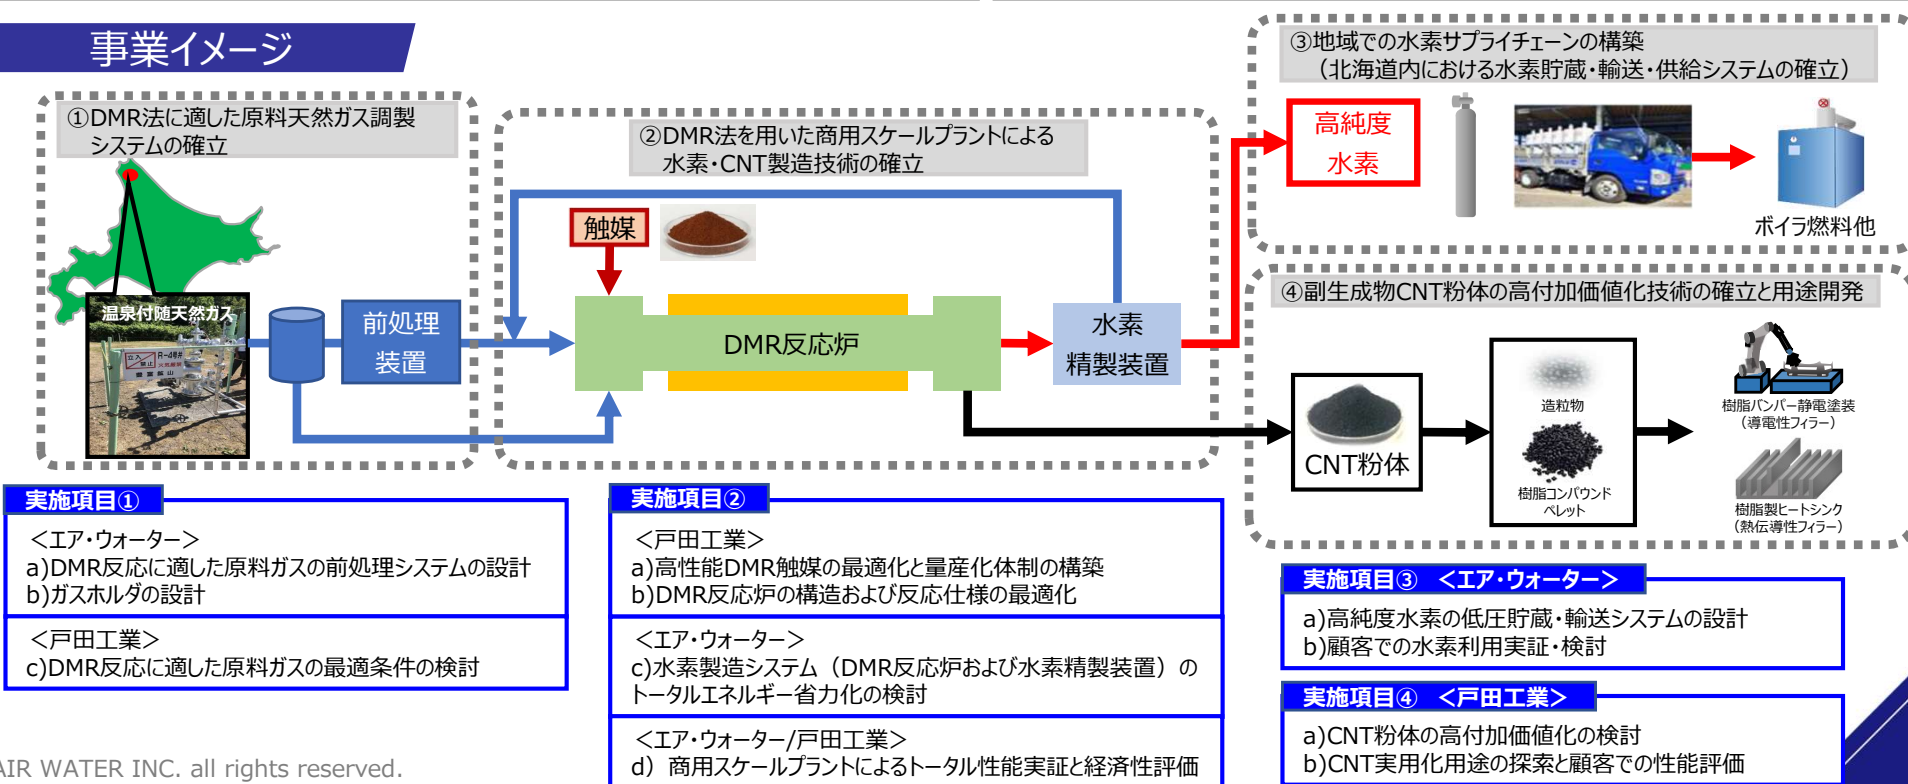 事業イメージ
①DMR法に適した原料天然ガス調製
システムの確立
温泉付随天然ガス
立入
禁止
R-4号井
火気厳禁
豊富鉱山
前処理
装置
②DMR法を用いた商用スケールプラントによる
水素・CNT製造技術の確立
触媒
DMR反応炉
水素
精製装置
③地域での水素サプライチェーンの構築
（北海道内における水素貯蔵・輸送・供給システムの確立）
高純度
水素
ボイラ燃料他
④副生成物CNT粉体の高付加価値化技術の確立と用途開発
CNT粉体
造粒物
樹脂コンパウンド
ペレット
樹脂バンパー静電塗装
（導電性フィラー）
樹脂製ヒートシンク
（熱伝導性フィラー）
実施項目①
＜エア・ウォーター＞
a)DMR反応に適した原料ガスの前処理システムの設計
b)ガスホルダの設計
＜戸田工業＞
c)DMR反応に適した原料ガスの最適条件の検討
実施項目②
＜戸田工業＞
a)高性能DMR触媒の最適化と量産化体制の構築
b)DMR反応炉の構造および反応仕様の最適化
＜エア・ウォーター＞
c)水素製造システム（DMR反応炉および水素精製装置）の
トータルエネルギー省力化の検討
＜エア・ウォーター/戸田工業＞
d）商用スケールプラントによるトータル性能実証と経済性評価
実施項目③　＜エア・ウォーター＞
a)高純度水素の低圧貯蔵・輸送システムの設計
b)顧客での水素利用実証・検討
実施項目④　＜戸田工業＞
a)CNT粉体の高付加価値化の検討
b)CNT実用化用途の探索と顧客での性能評価
AIR WATER INC. all rights reserved.